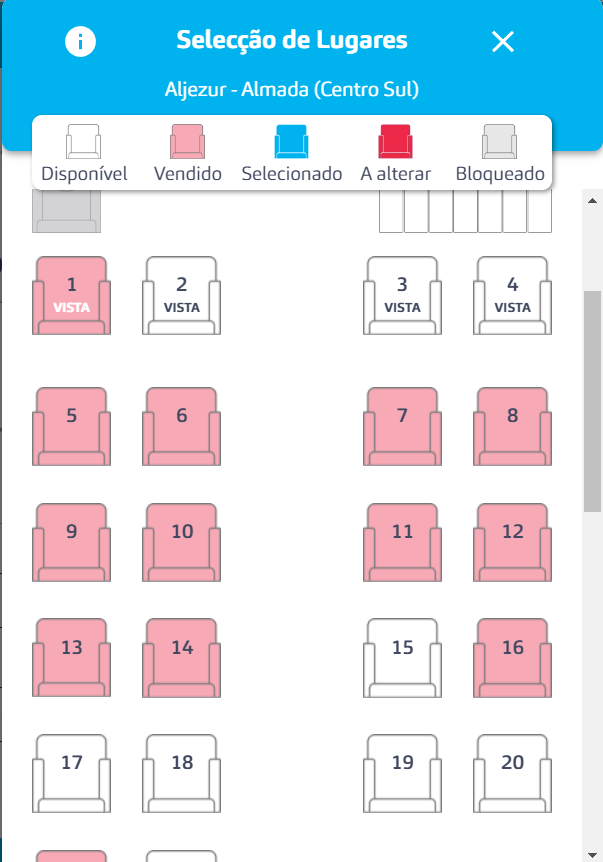 Selecção de Lugares
Aljezur - Almada (Centro Sul)
Disponível Vendido Selecionado A alterar Bloqueado
1 2 3 4
VISTA VISTA VISTA VISTA
5 6 7 8
9 10 11 12
13 14 15 16
17 18 19 20